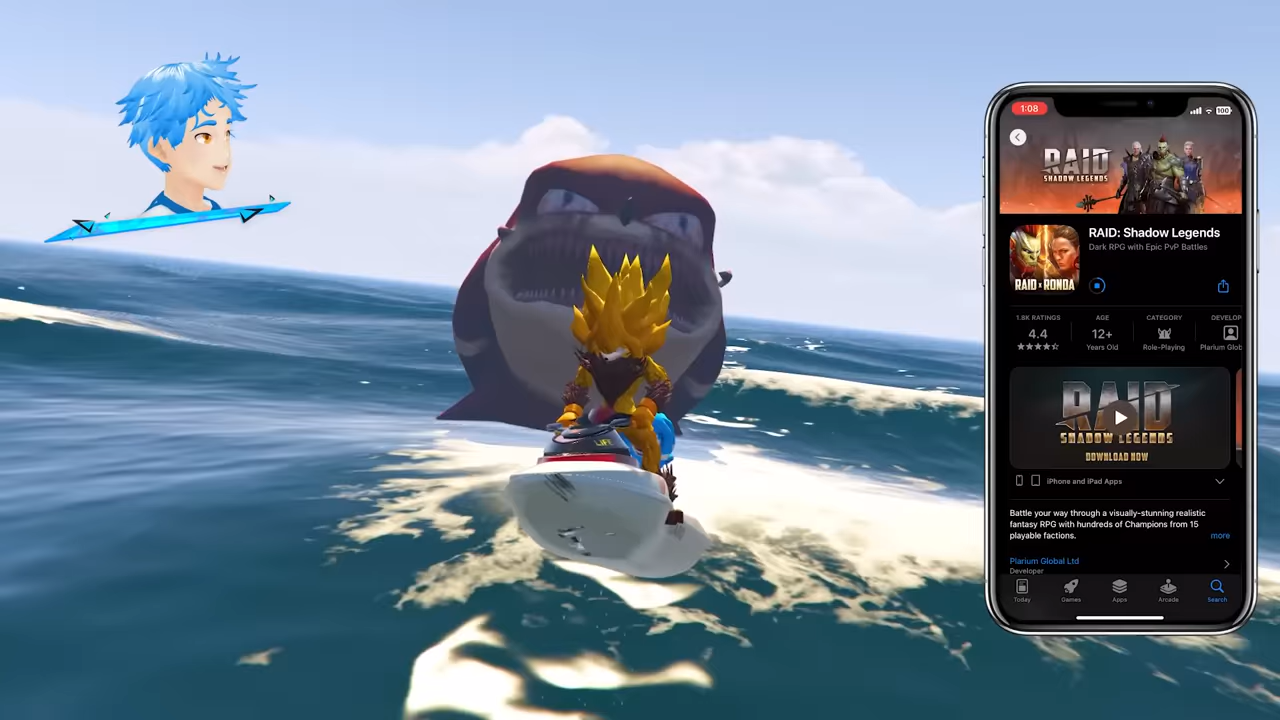 1:08
100
RAID
SHADOW LEGENDS
RAID: Shadow Legends
Dark RPG with Epic PvP Battles
RAID x RONDA
1.8K RATINGS
AGE
CATEGORY
DEVELOP
4.4
12+
Years Old
Role-Playing
Plarium Glob
RAID
SHADOW LEGENDS
DOWNLOAD NOW
iPhone and iPad Apps
Battle your way through a visually-stunning realistic
fantasy RPG with hundreds of Champions from 15
playable factions.
more
Plarium Global Ltd
Developer
Today
Games
Apps
Arcade
Search
LIFE